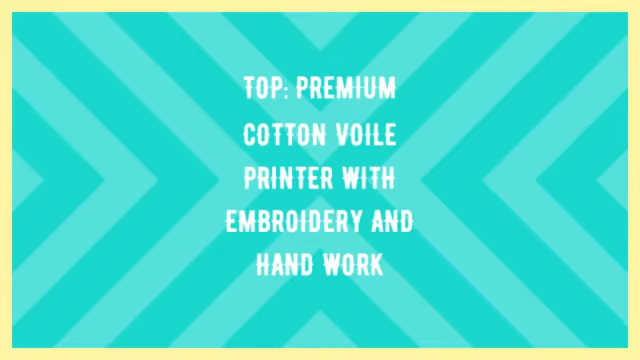 TOP: PREMIUM
COTTON VOILE
PRINTER WITH
EMBROIDERY AND
HAND WORK